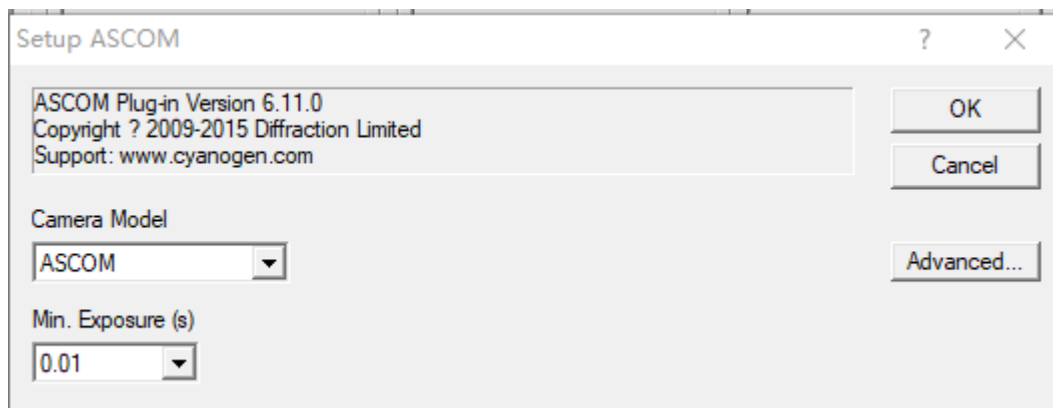 Setup ASCOM
?
ASCOM Plug-in Version 6.11.0
Copyright ? 2009-2015 Diffraction Limited
Support: www.cyanogen.com
OK
Cancel
Camera Model
ASCOM
Advanced...
Min. Exposure (s)
0.01